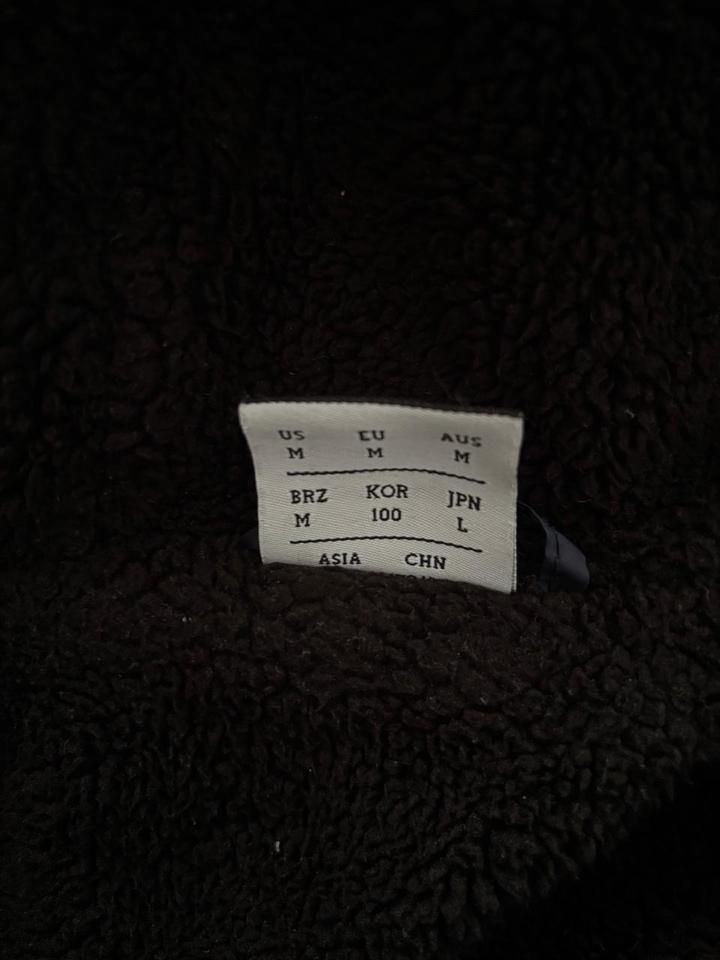 US EU AUS
M M M
BRZ KOR JPN
M 100 L
ASIA CHN